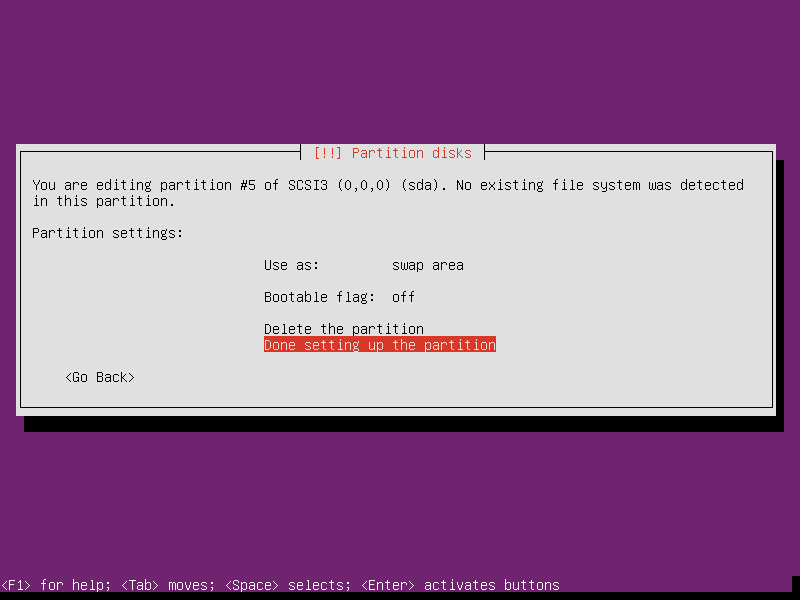 [!!] Partition disks
You are editing partition #5 of SCSI3 (0,0,0) (sda). No existing file system was detected
in this partition.
Partition settings:
Use as: swap area
Bootable flag: off
Delete the partition
Done setting up the partition
<Go Back>
<F1> for help; <Tab> moves; <Space> selects; <Enter> activates buttons